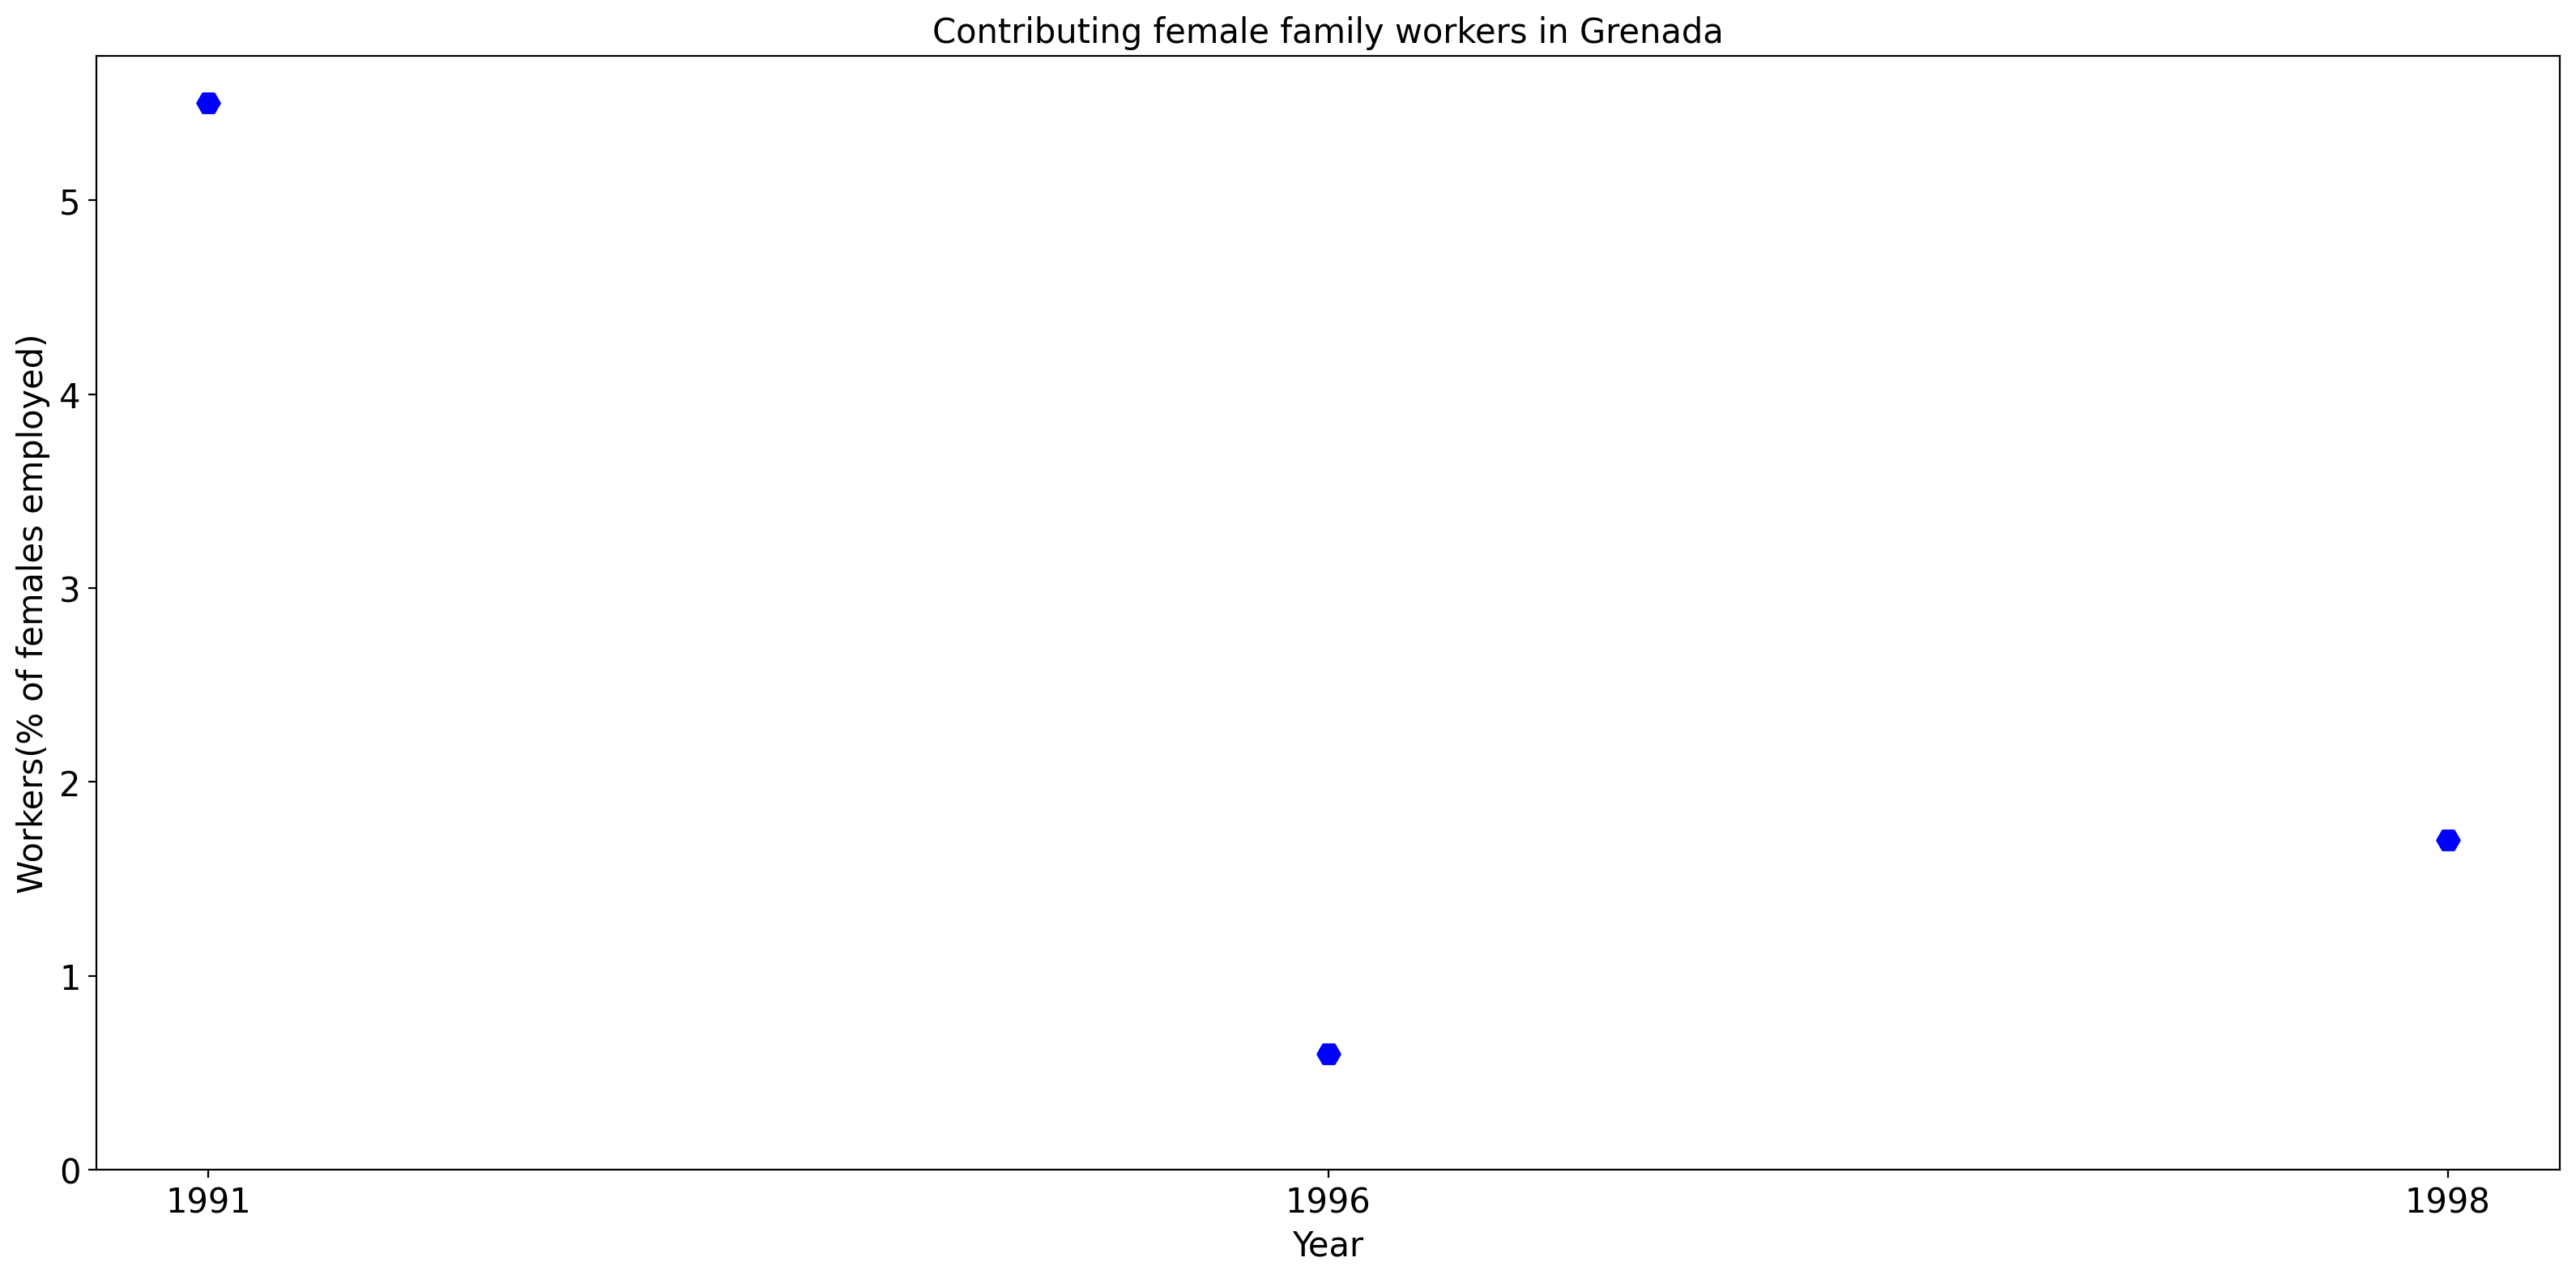 Contributing female family workers in Grenada
Workers(% of females employed)
5
4
3
2
1
0
1991 1996 1998
Year